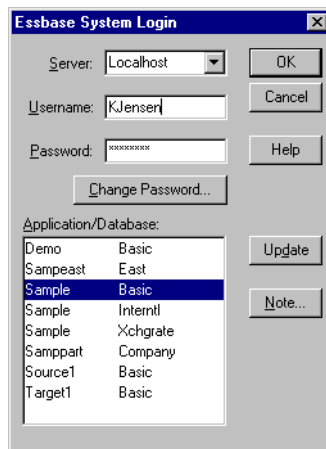 Essbase System Login
Server: Localhost OK
Username: KJensen Cancel
Password: ******** Help
Change Password...
Application/Database:
Demo Basic
Sampeast East
Sample Basic
Sample Interntl
Sample Xchgrate
Samppart Company
Source1 Basic
Target1 Basic
Update
Note...